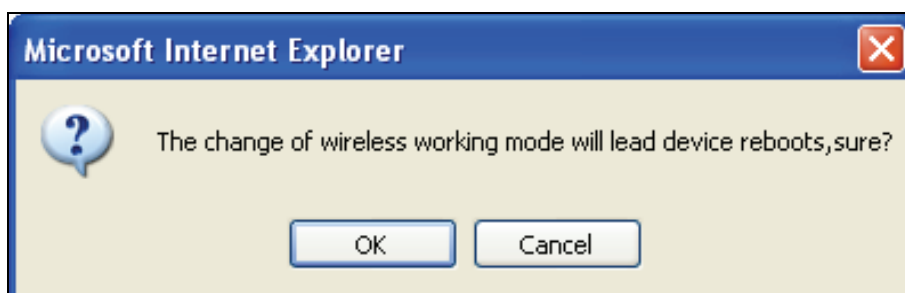 Microsoft Internet Explorer
The change of wireless working mode will lead device reboots,sure?
OK
Cancel